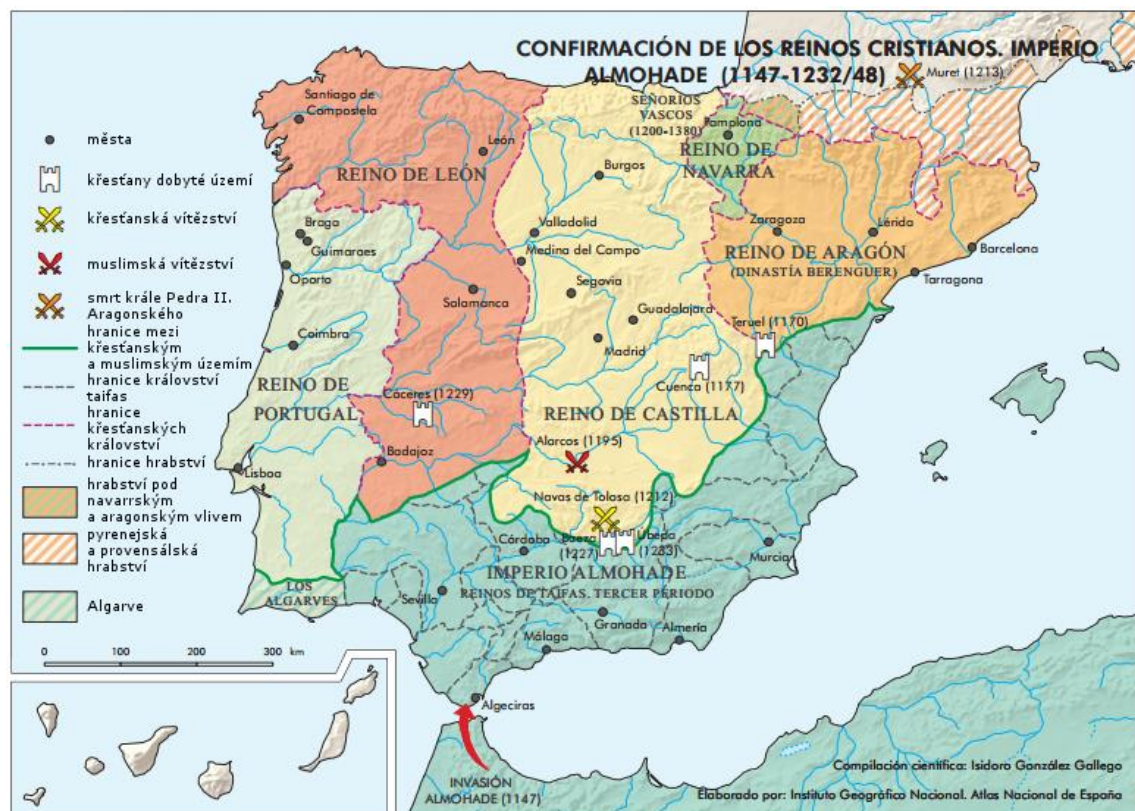 CONFIRMACIÓN DE LOS REINOS CRISTIANOS. IMPERIO
ALMOHADE (1147-1232/48)
Muret (1213)
města
křesťany dobyté území
křesťanská vítězství
muslimská vítězství
smrt krále Pedra II.
Aragonského
hranice mezi
křesťanským
a muslimským územím
hranice království
taifas
hranice
křesťanských
království
hranice hrabství
hrabství pod
navarrským
a aragonským vlivem
pyrenejská
a provensálská
hrabství
Algarve
0 100 200 300 km
Santiago de
Compostela
León
REINO DE LEÓN
SEÑORIOS
VASCOS
(1200-1380)
Pamplona
REINO DE
NAVARRA
Burgos
Braga
Guimaraes
Oporto
Valladolid
Medina del Campo
Zaragoza
Lérida
REINO DE ARAGÓN
(DINASTÍA BERENGUER)
Barcelona
Tarragona
Salamanca
Segovia
Guadalajara
Teruel (1170)
Coimbra
Madrid
Cuenca (1177)
REINO DE
PORTUGAL
Cáceres (1229)
REINO DE CASTILLA
Alarcos (1195)
Badajoz
Lisboa
Navas de Tolosa (1212)
Córdoba
Baeza
(1227)
Úbeda
(1233)
Murcia
IMPERIO ALMOHADE
REINOS DE TAIFAS. TERCER PERIODO
LOS
ALGARVES
Sevilla
Granada
Almería
Málaga
Algeciras
INVASIÓN
ALMOHADE (1147)
Compilación científica: Isidoro González Gallego
Elaborado por: Instituto Geográfico Nacional. Atlas Nacional de España